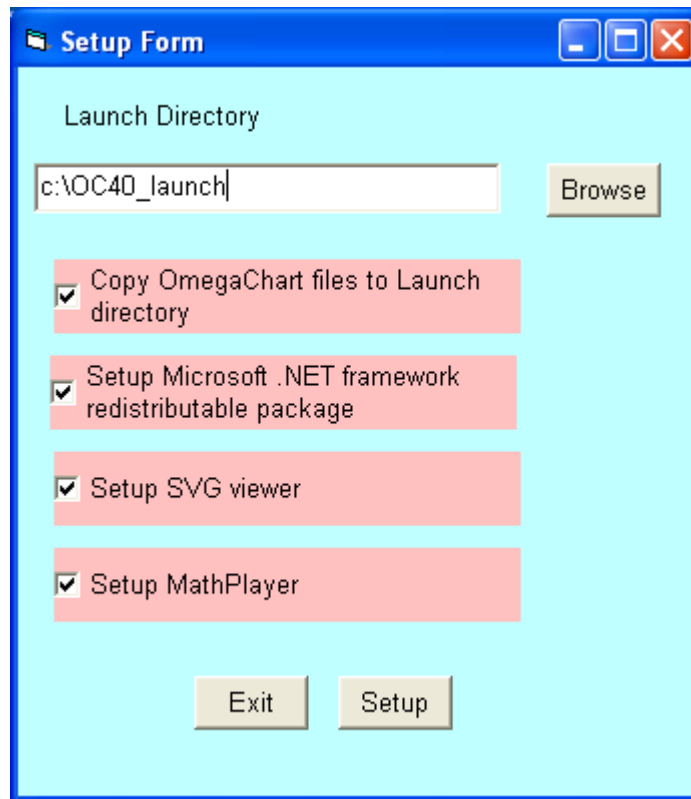 Setup Form
Launch Directory
c:\OC40_launch
Browse
Copy OmegaChart files to Launch
directory
Setup Microsoft .NET framework
redistributable package
Setup SVG viewer
Setup MathPlayer
Exit
Setup